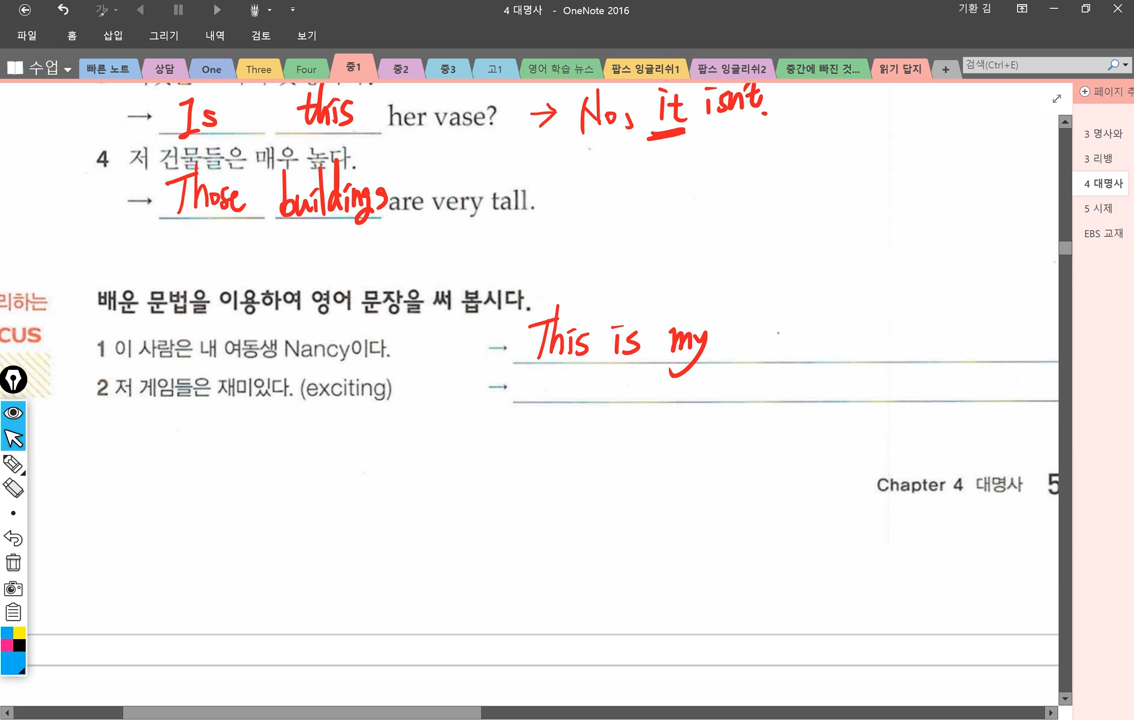 4 대명사 - OneNote 2016
기환 김
파일 홈 삽입 그리기 내역 검토 보기
수업 빠른 노트 상담 One Three Four 중1 중2 중3 고1 영어 학습 뉴스 팝스 잉글리쉬1 팝스 잉글리쉬2 중간에 빠진 것... 읽기 답지 + 검색(Ctrl+E)
페이지 추
3 명사와
3 리뱅
4 대명사
5 시제
EBS 교재
→ Is this her vase? → No, it isn't.
4 저 건물들은 매우 높다.
→ Those buildings are very tall.
리하는
CUS
배운 문법을 이용하여 영어 문장을 써 봅시다.
1 이 사람은 내 여동생 Nancy이다. → This is my
2 저 게임들은 재미있다. (exciting) →
Chapter 4 대명사 5